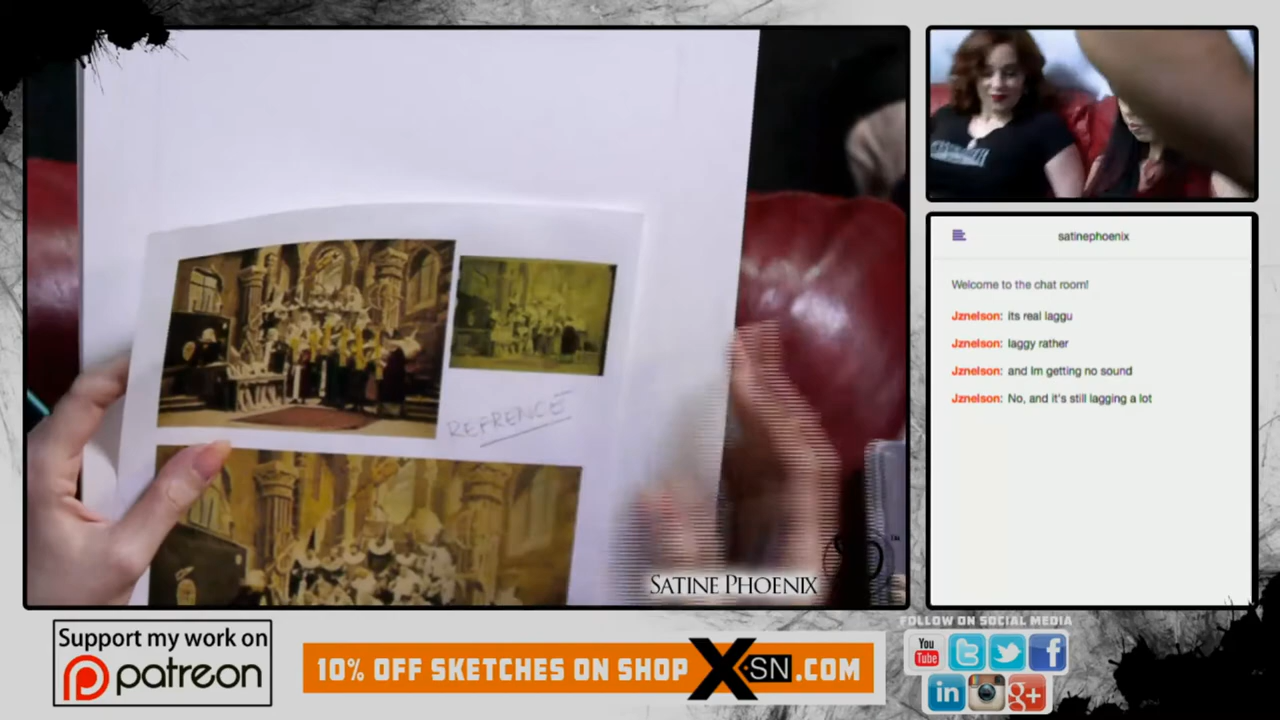 REFRENCE
SATINE PHOENIX
satinephoenix
Welcome to the chat room!
Jznelson: its real laggu
Jznelson: laggy rather
Jznelson: and Im getting no sound
Jznelson: No, and it's still lagging a lot
Support my work on
patreon
10% OFF SKETCHES ON SHOP X-SN.COM
FOLLOW ON SOCIAL MEDIA
You
Tube
in
g+